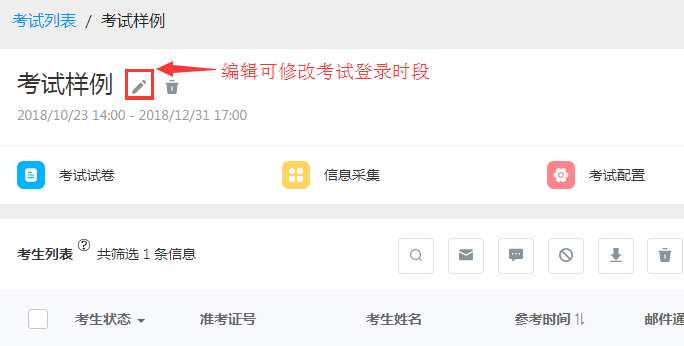 考试列表 / 考试样例
考试样例 编辑可修改考试登录时段
2018/10/23 14:00 - 2018/12/31 17:00
考试试卷 信息采集 考试配置
考生列表 ? 共筛选 1 条信息
考生状态 准考证号 考生姓名 参考时间 邮件通